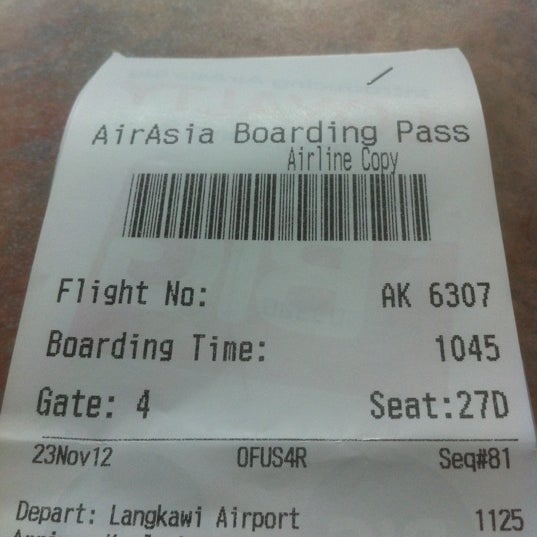 AirAsia Boarding Pass
Airline Copy
Flight No: AK 6307
Boarding Time: 1045
Gate: 4 Seat:27D
23Nov12 OFUS4R Seq#81
Depart: Langkawi Airport 1125